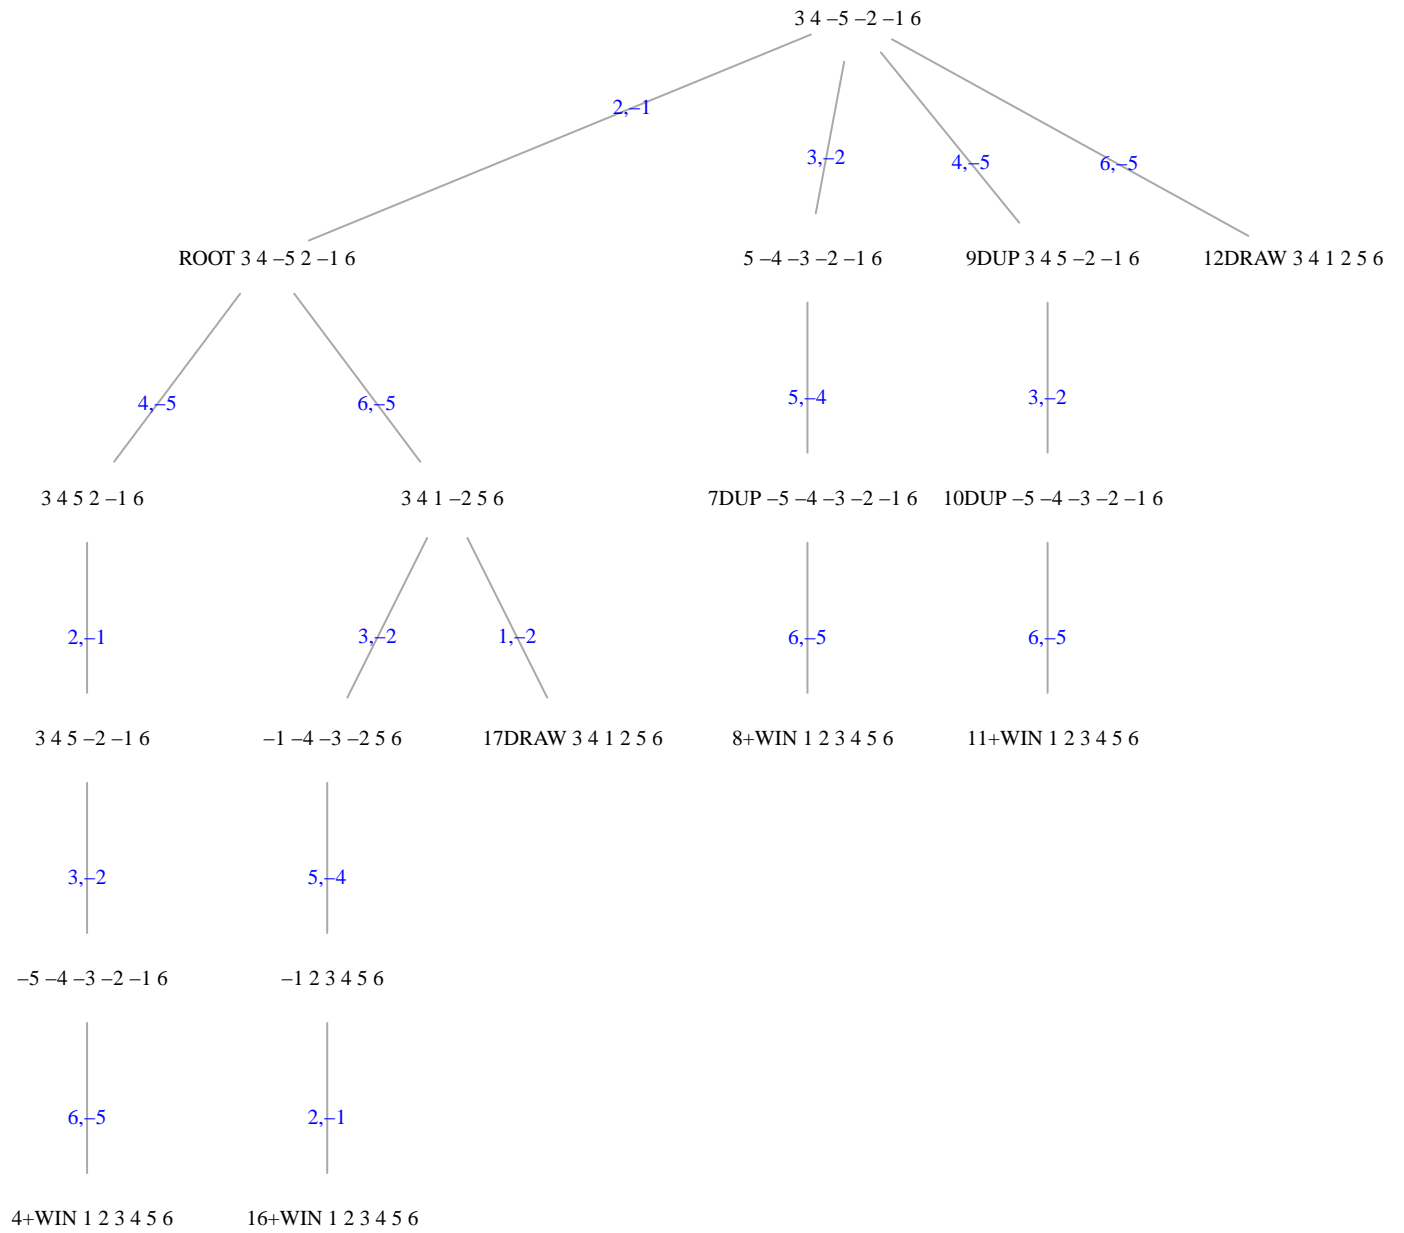 3 4 –5 –2 –1 6
2,–1
3,–2
4,–5
6,–5
ROOT 3 4 –5 2 –1 6
5 –4 –3 –2 –1 6
9DUP 3 4 5 –2 –1 6
12DRAW 3 4 1 2 5 6
4,–5
6,–5
5,–4
3,–2
3 4 5 2 –1 6
3 4 1 –2 5 6
7DUP –5 –4 –3 –2 –1 6
10DUP –5 –4 –3 –2 –1 6
2,–1
3,–2
1,–2
6,–5
6,–5
3 4 5 –2 –1 6
–1 –4 –3 –2 5 6
17DRAW 3 4 1 2 5 6
8+WIN 1 2 3 4 5 6
11+WIN 1 2 3 4 5 6
3,–2
5,–4
–5 –4 –3 –2 –1 6
–1 2 3 4 5 6
6,–5
2,–1
4+WIN 1 2 3 4 5 6
16+WIN 1 2 3 4 5 6